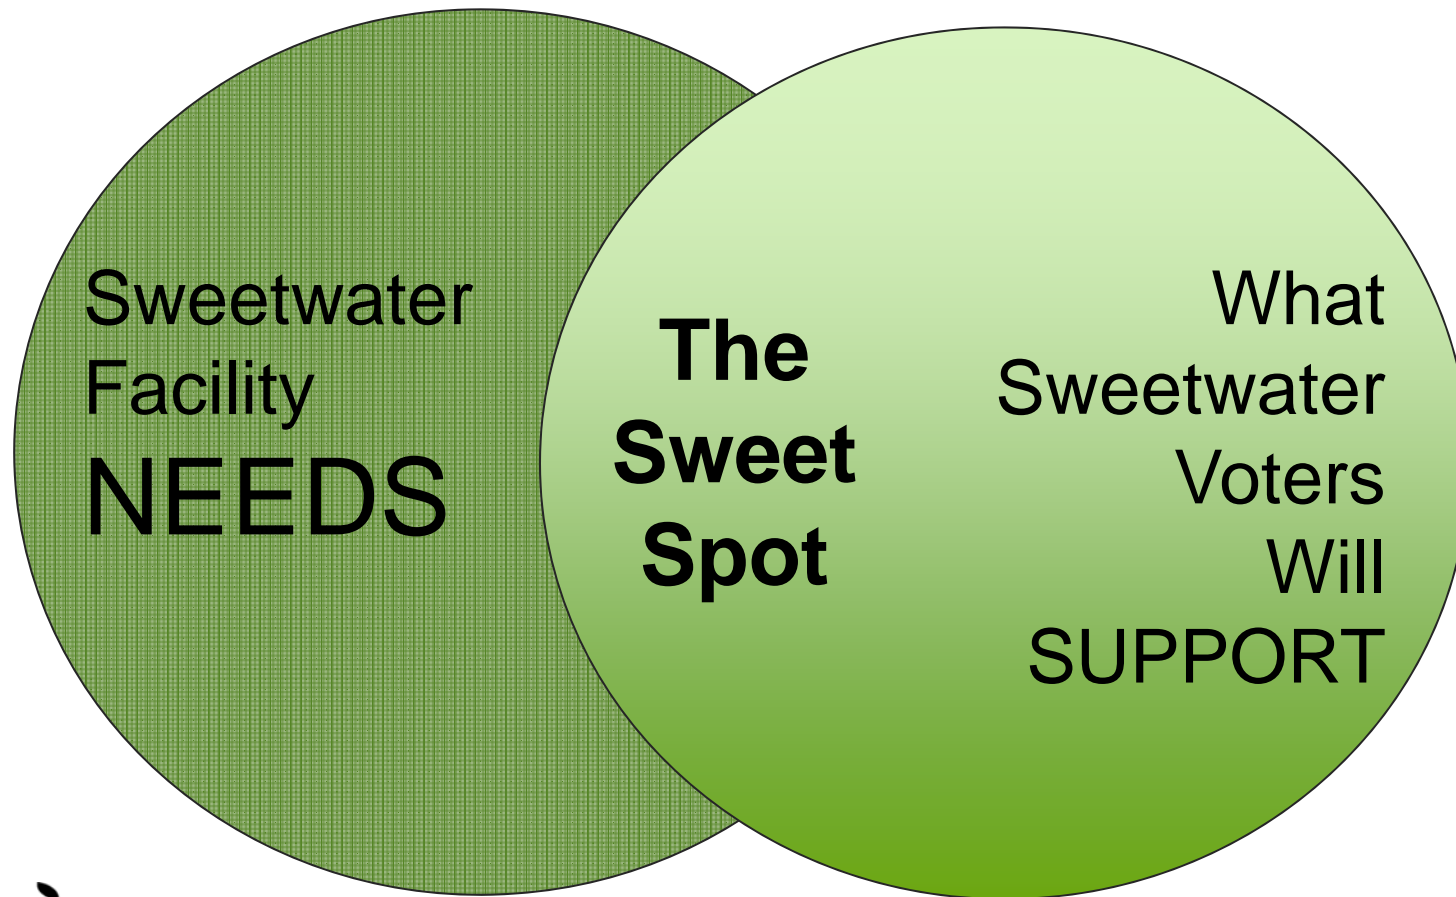 Sweetwater
Facility
NEEDS
The
Sweet
Spot
What
Sweetwater
Voters
Will
SUPPORT